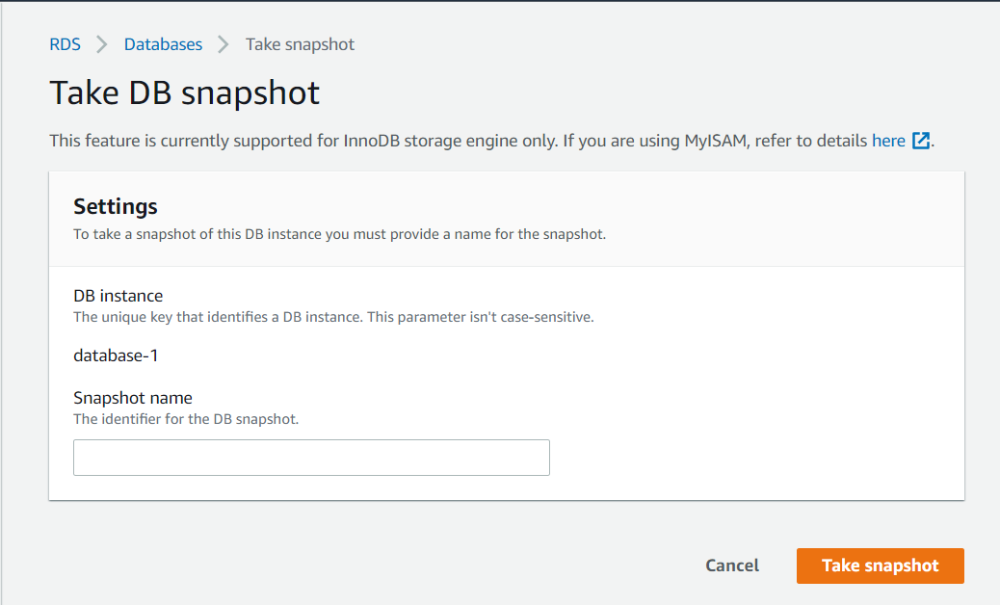 RDS > Databases > Take snapshot
Take DB snapshot
This feature is currently supported for InnoDB storage engine only. If you are using MyISAM, refer to details here.
Settings
To take a snapshot of this DB instance you must provide a name for the snapshot.
DB instance
The unique key that identifies a DB instance. This parameter isn't case-sensitive.
database-1
Snapshot name
The identifier for the DB snapshot.
Cancel Take snapshot